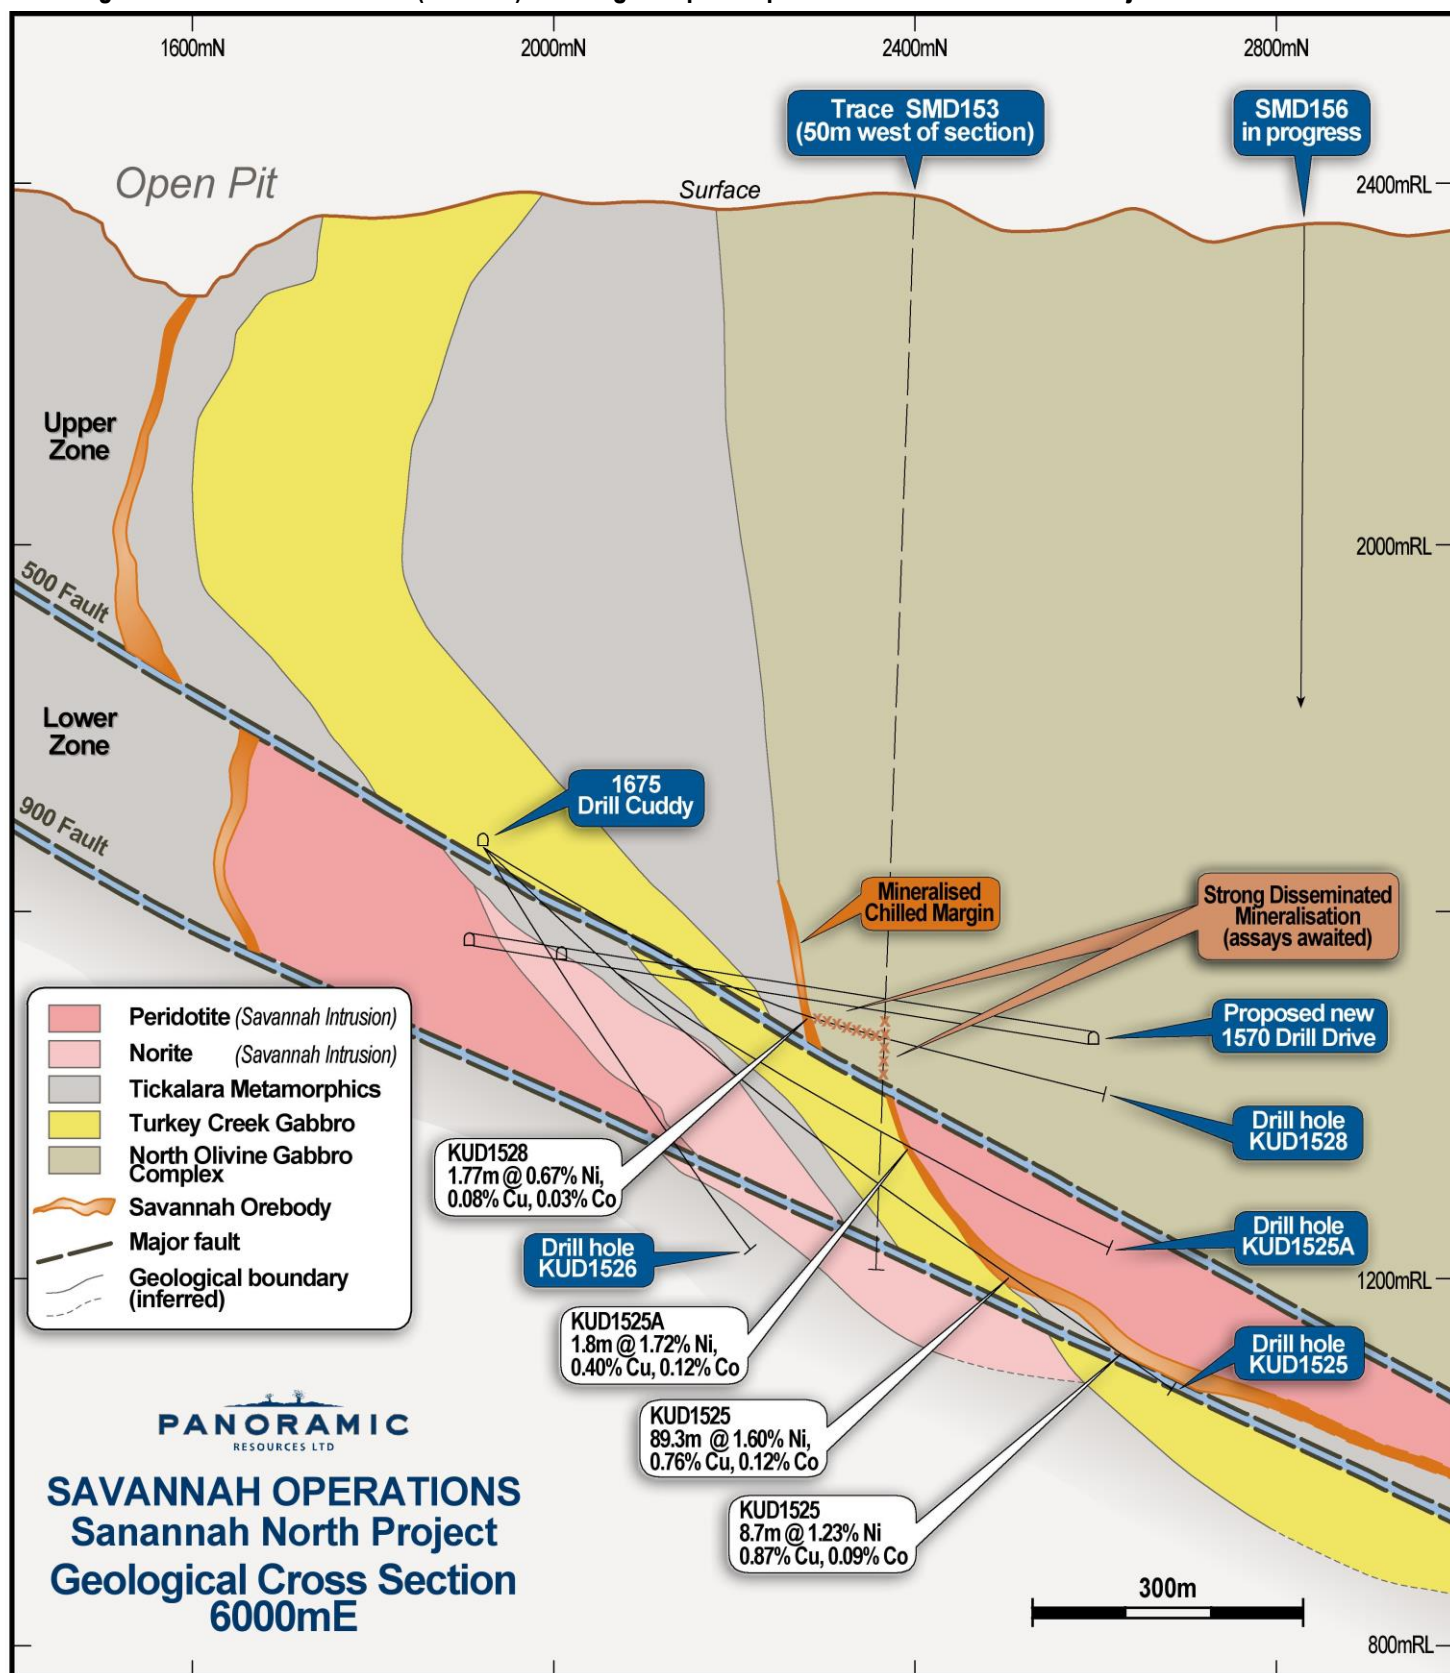 1600mN
2000mN
2400mN
2800mN
Trace SMD153
(50m west of section)
SMD156
in progress
Open Pit
Surface
2400mRL
Upper
Zone
2000mRL
500 Fault
Lower
Zone
1675
Drill Cuddy
900 Fault
Mineralised
Chilled Margin
Strong Disseminated
Mineralisation
(assays awaited)
Proposed new
1570 Drill Drive
Peridotite (Savannah Intrusion)
Norite (Savannah Intrusion)
Tickalara Metamorphics
Turkey Creek Gabbro
North Olivine Gabbro
Complex
Savannah Orebody
Major fault
Geological boundary
(inferred)
Drill hole
KUD1528
KUD1528
1.77m @ 0.67% Ni,
0.08% Cu, 0.03% Co
Drill hole
KUD1526
Drill hole
KUD1525A
1200mRL
KUD1525A
1.8m @ 1.72% Ni,
0.40% Cu, 0.12% Co
Drill hole
KUD1525
KUD1525
89.3m @ 1.60% Ni,
0.76% Cu, 0.12% Co
KUD1525
8.7m @ 1.23% Ni
0.87% Cu, 0.09% Co
PANORAMIC
RESOURCES LTD
SAVANNAH OPERATIONS
Sanannah North Project
Geological Cross Section
6000mE
300m
800mRL